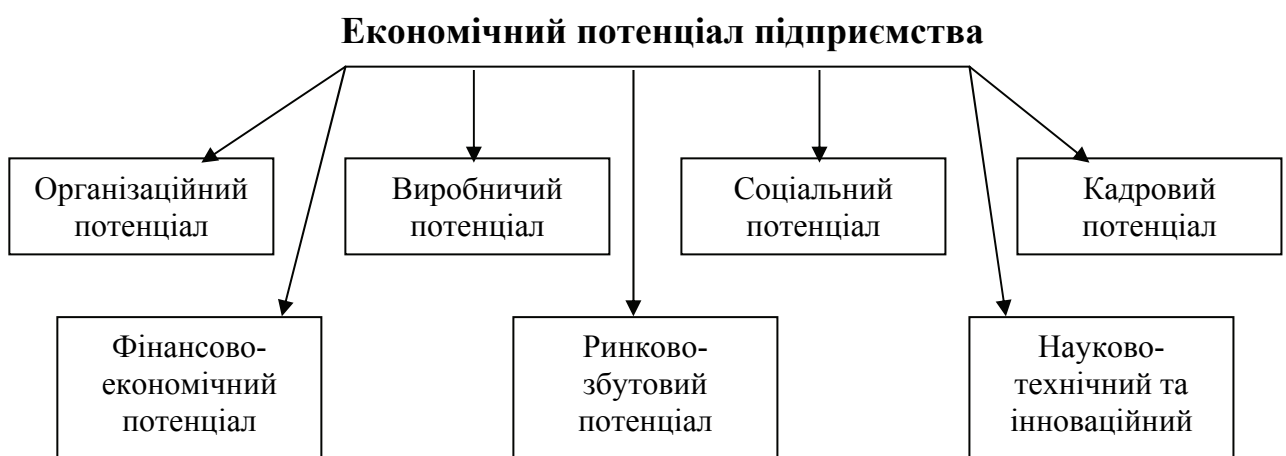 Економічний потенціал підприємства
Організаційний
потенціал
Виробничий
потенціал
Соціальний
потенціал
Кадровий
потенціал
Фінансово-
економічний
потенціал
Ринково-
збутовий
потенціал
Науково-
технічний та
інноваційний